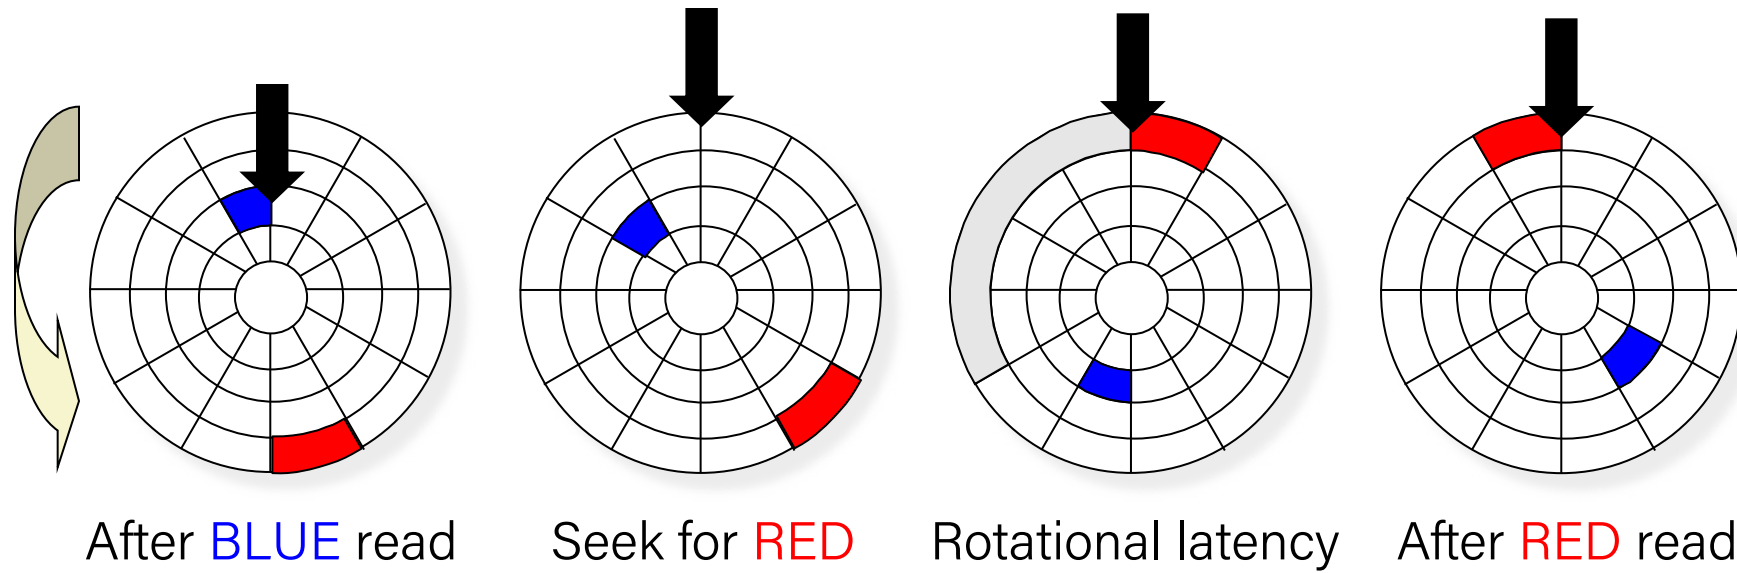 After BLUE read
Seek for RED
Rotational latency
After RED read